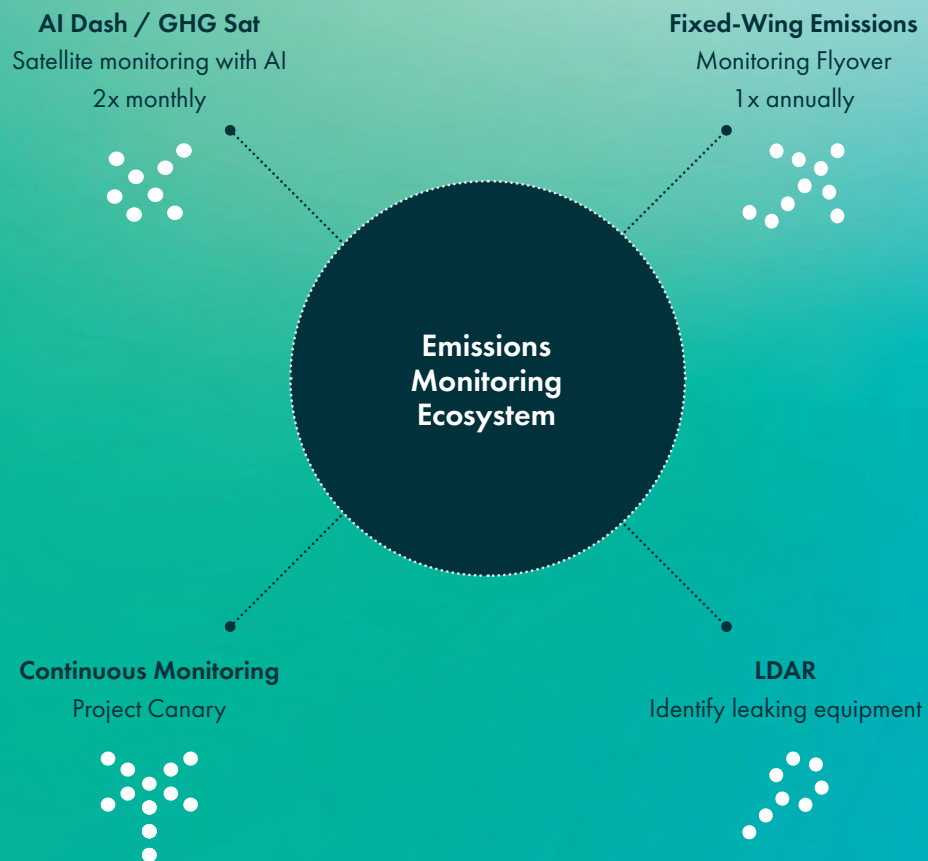 AI Dash / GHG Sat
Satellite monitoring with AI
2x monthly
Fixed-Wing Emissions
Monitoring Flyover
1x annually
Emissions
Monitoring
Ecosystem
Continuous Monitoring
Project Canary
LDAR
Identify leaking equipment